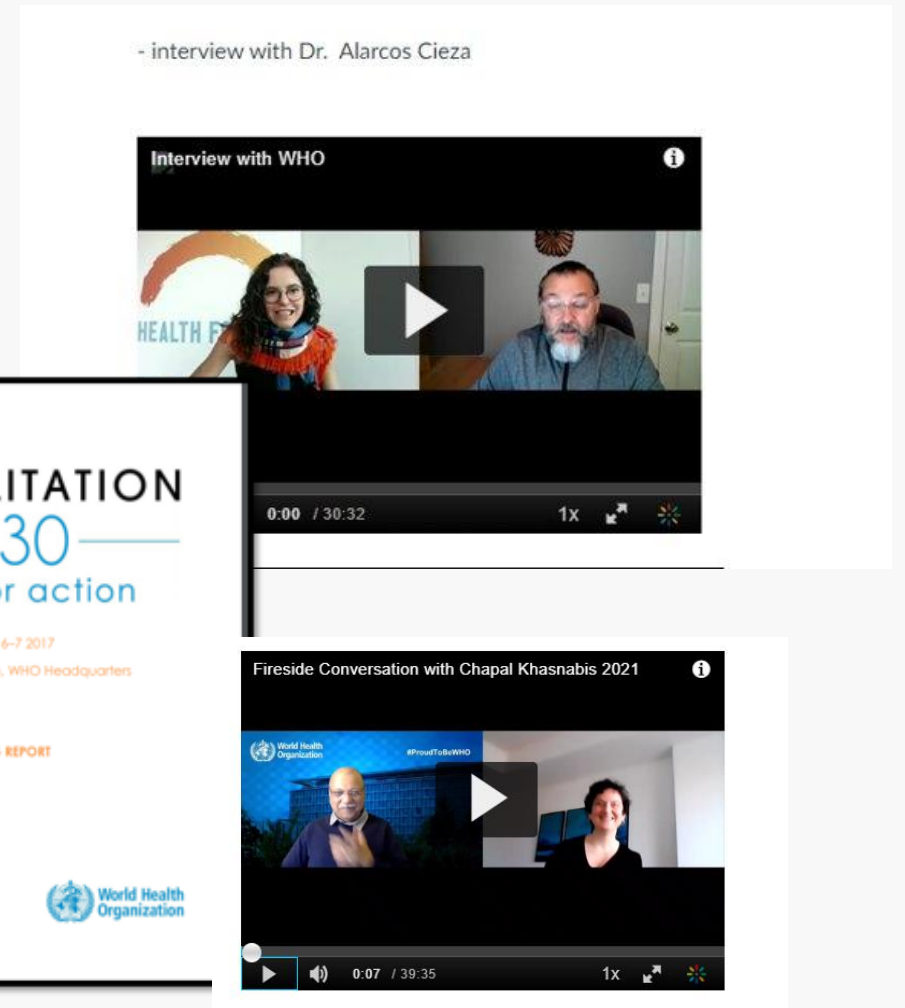 - interview with Dr. Alarcos Cieza
Interview with WHO
HEALTH F
0:00 / 30:32
1x
LITATION
30
or action
6–7 2017
, WHO Headquarters
REPORT
World Health
Organization
Fireside Conversation with Chapal Khasnabis 2021
World Health
Organization
#ProudToBeWHO
0:07 / 39:35
1x